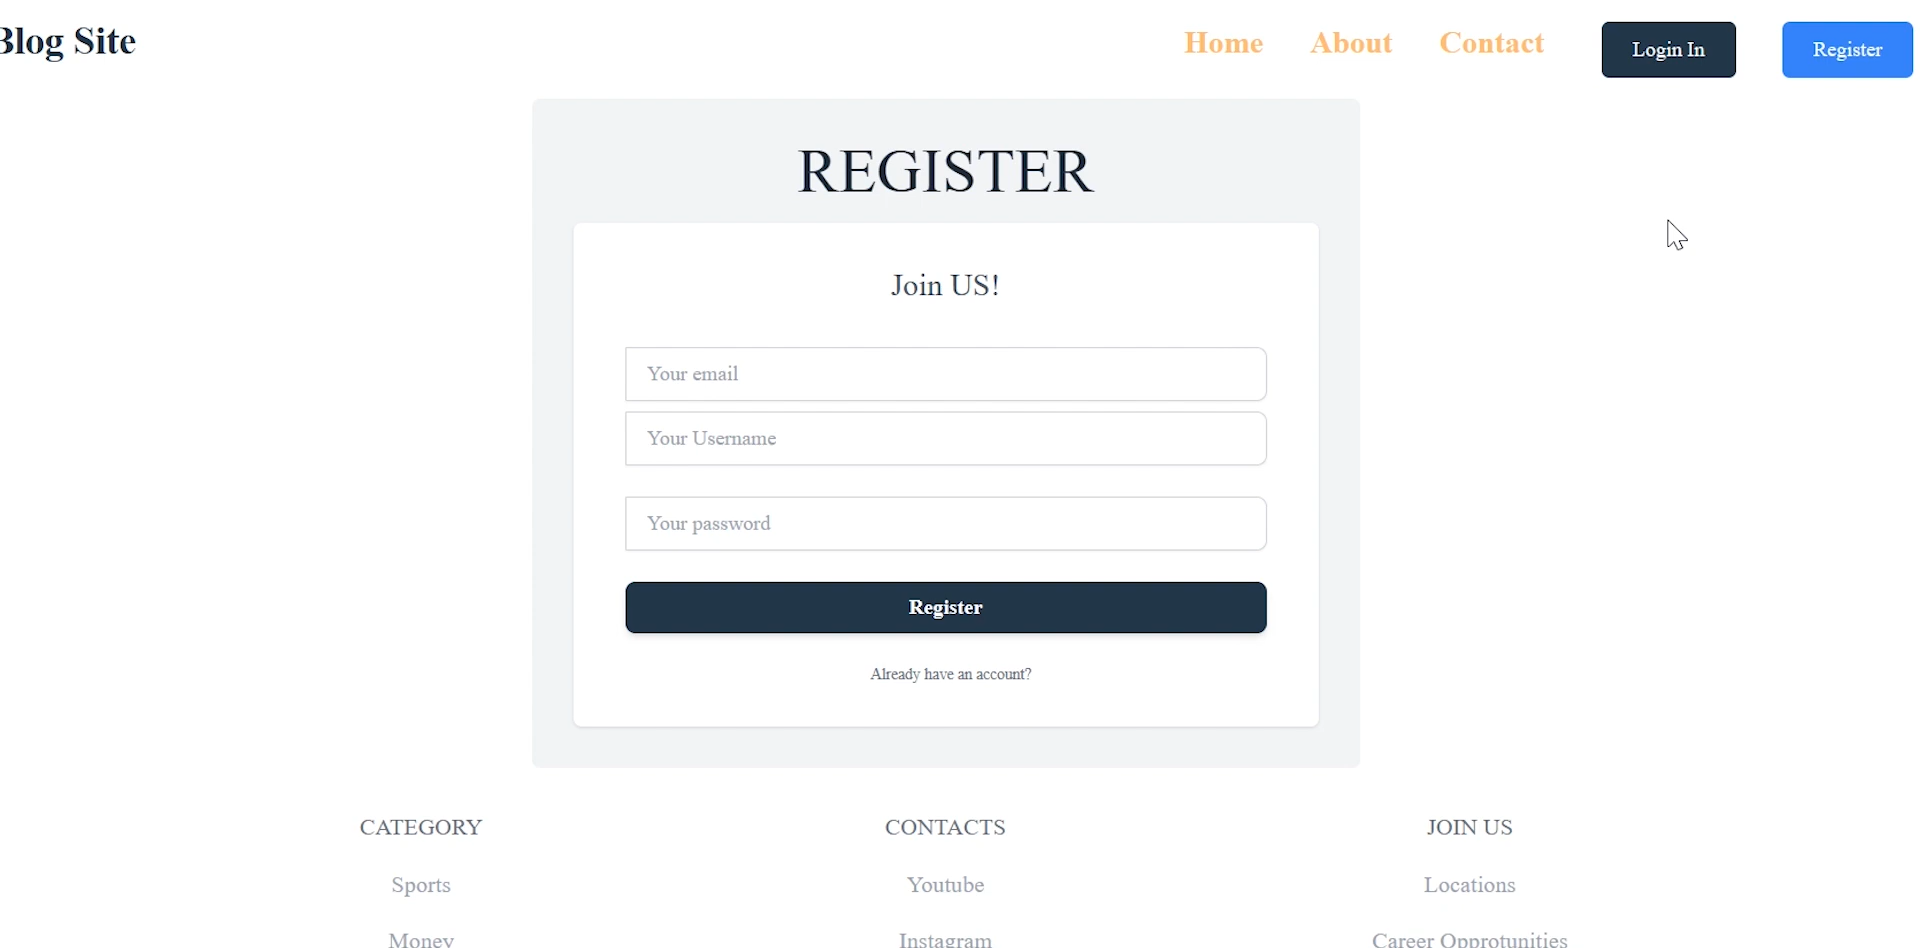 Blog Site
Home About Contact Login In Register
REGISTER
Join US!
Your email
Your Username
Your password
Register
Already have an account?
CATEGORY CONTACTS JOIN US
Sports Youtube Locations
Money Instagram Career Opprotunities